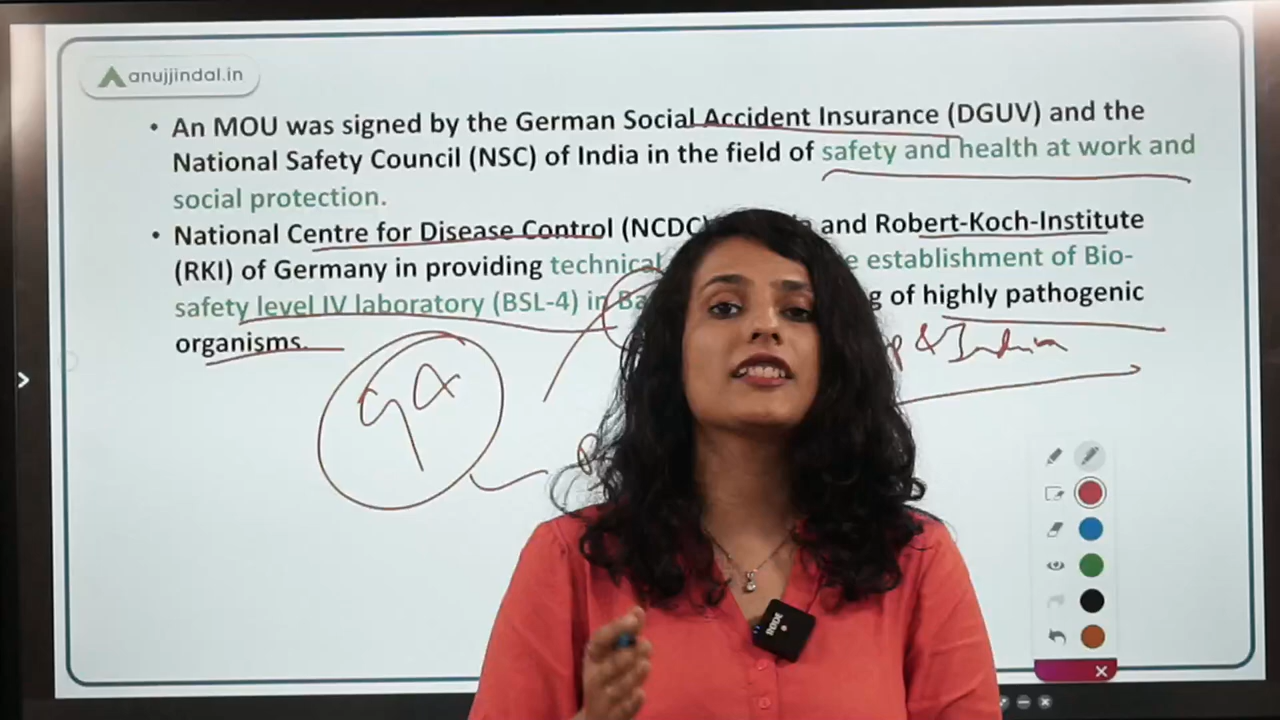 anujjindal.in
• An MOU was signed by the German Social Accident Insurance (DGUV) and the
National Safety Council (NSC) of India in the field of safety and health at work and
social protection.
• National Centre for Disease Control (NCDC) and Robert-Koch-Institute
(RKI) of Germany in providing technical establishment of Bio-
safety level IV laboratory (BSL-4) in of highly pathogenic
organisms.
& India
RODE